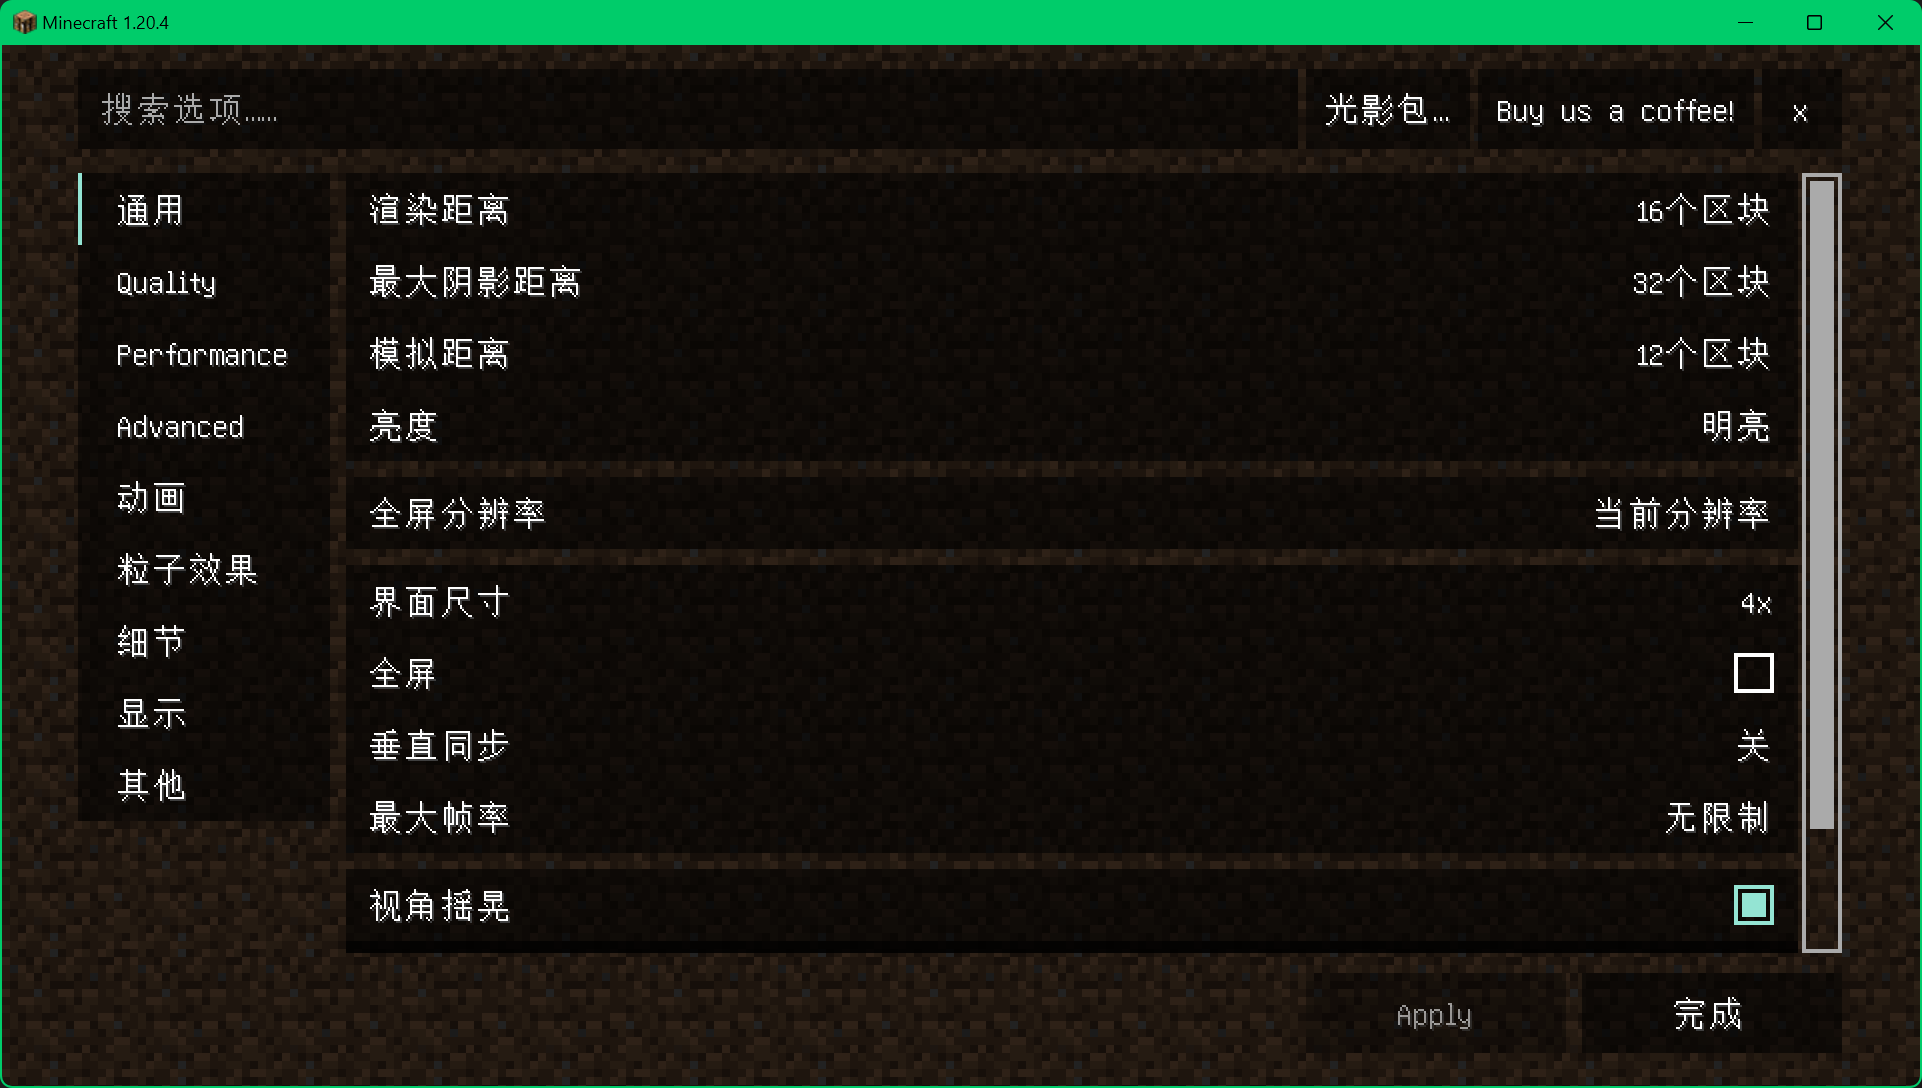 Minecraft 1.20.4
搜索选项……
光影包...
Buy us a coffee!
x
通用
Quality
Performance
Advanced
动画
粒子效果
细节
显示
其他
渲染距离 16个区块
最大阴影距离 32个区块
模拟距离 12个区块
亮度 明亮
全屏分辨率 当前分辨率
界面尺寸 4x
全屏
垂直同步 关
最大帧率 无限制
视角摇晃
Apply
完成